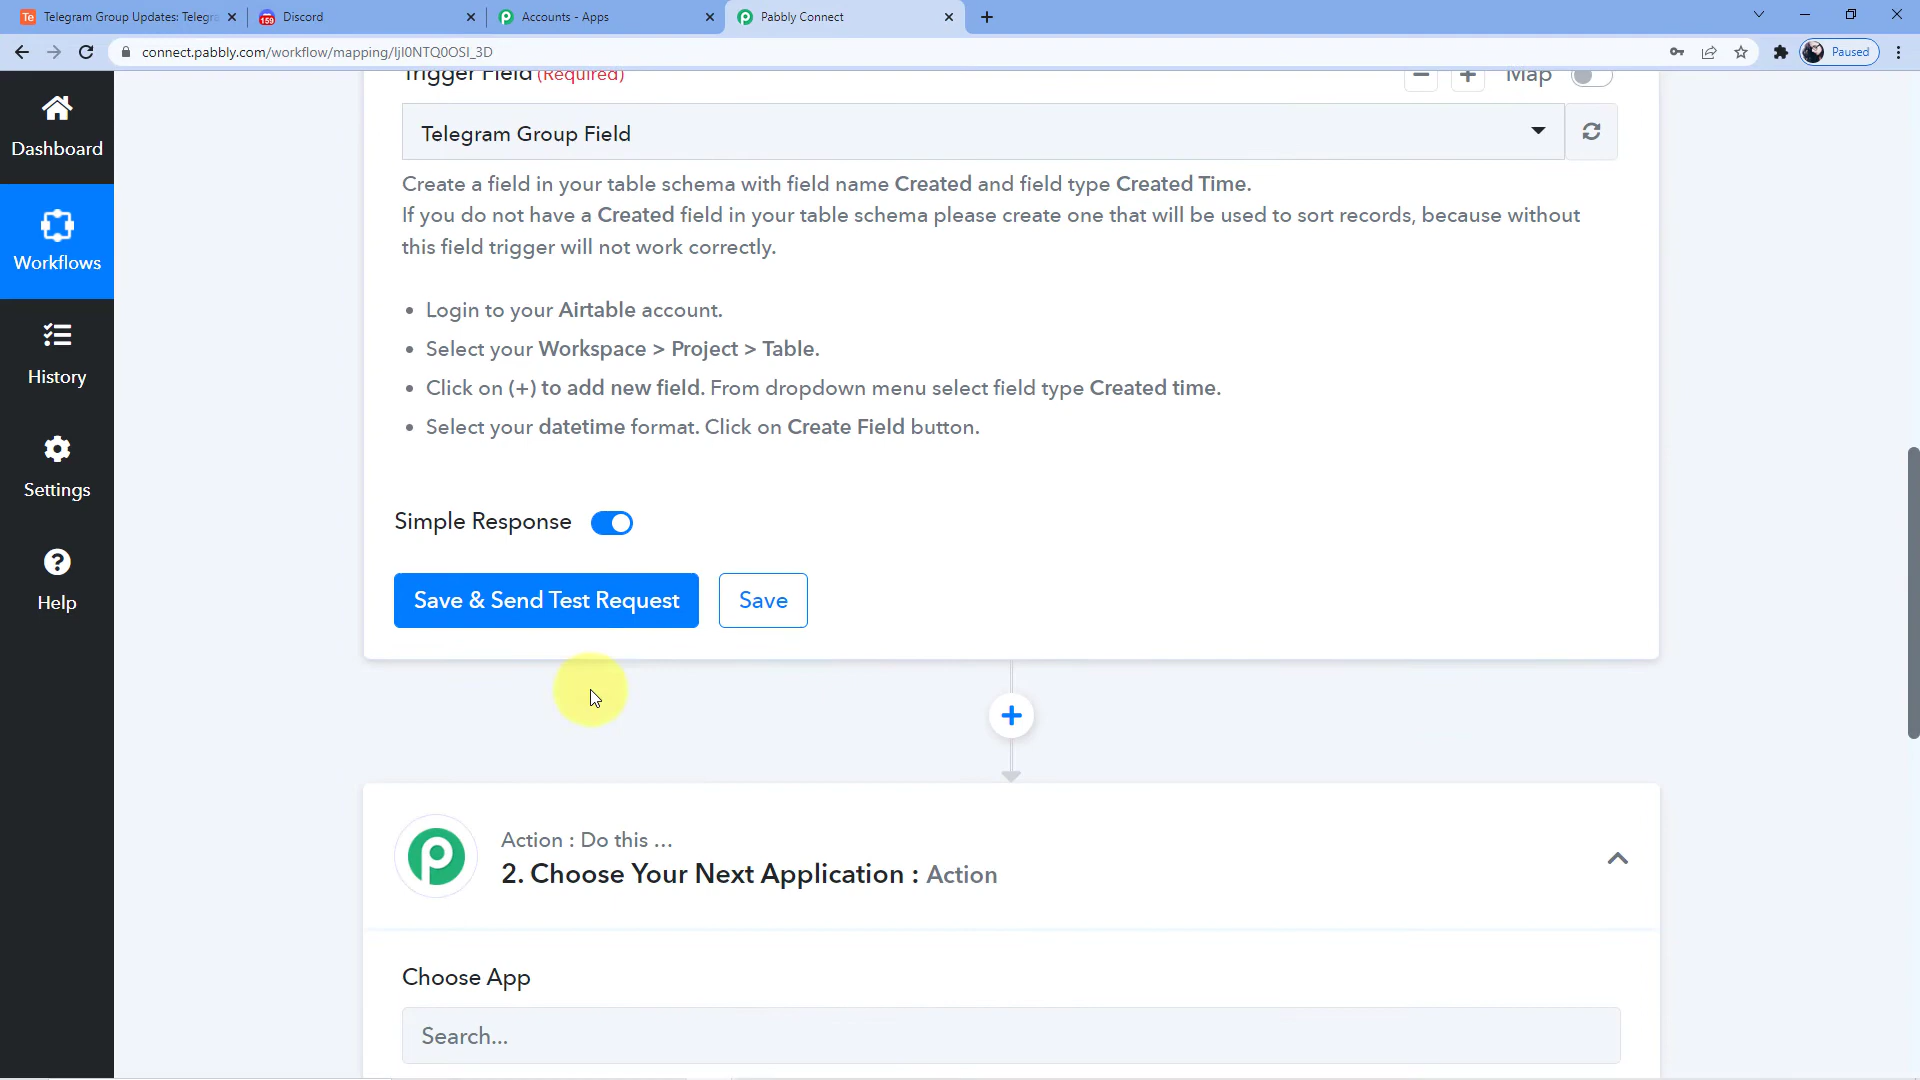 Telegram Group Updates: Telegra
Discord
Accounts - Apps
Pabbly Connect
connect.pabbly.com/workflow/mapping/IjI0NTQ0OSI_3D
Paused
Trigger Field (Required)
Map
Telegram Group Field
Create a field in your table schema with field name Created and field type Created Time.
If you do not have a Created field in your table schema please create one that will be used to sort records, because without
this field trigger will not work correctly.
• Login to your Airtable account.
• Select your Workspace > Project > Table.
• Click on (+) to add new field. From dropdown menu select field type Created time.
• Select your datetime format. Click on Create Field button.
Simple Response
Save & Send Test Request
Save
Action : Do this ...
2. Choose Your Next Application : Action
Choose App
Search...
Dashboard
Workflows
History
Settings
Help
Te
159